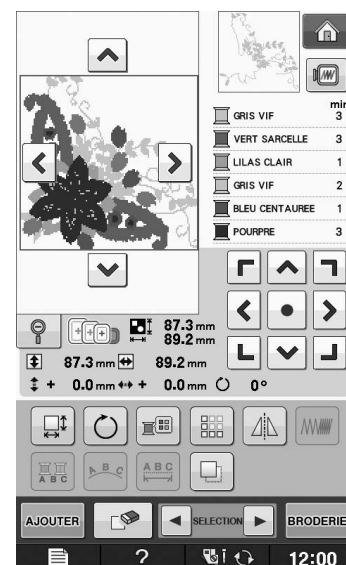 min
GRIS VIF 3
VERT SARCELLE 3
LILAS CLAIR 1
GRIS VIF 2
BLEU CENTAUREE 1
POURPRE 3
87.3 mm
89.2 mm
87.3 mm 89.2 mm
+ 0.0 mm + 0.0 mm 0°
A B C A B C A B C
AJOUTER SELECTION BRODERIE
? 12:00